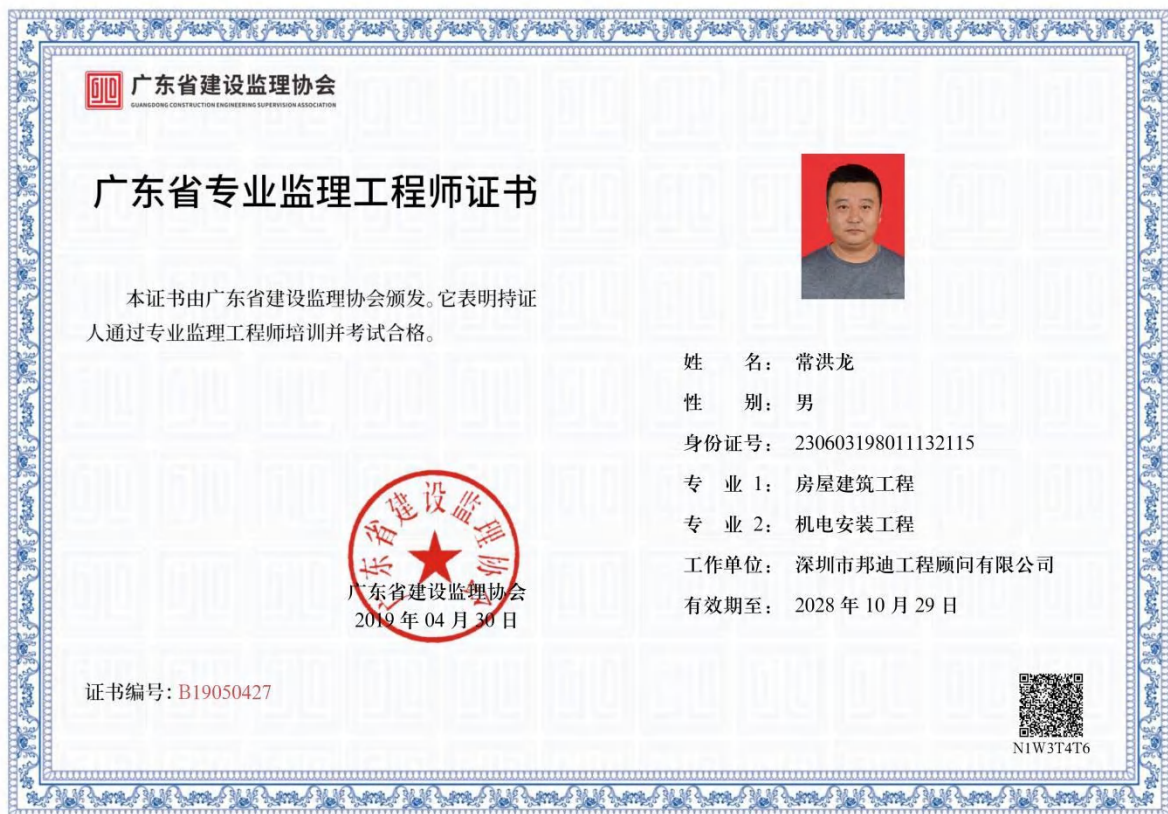 广东省建设监理协会
GUANGDONG CONSTRUCTION ENGINEERING SUPERVISION ASSOCIATION
广东省专业监理工程师证书
本证书由广东省建设监理协会颁发。它表明持证
人通过专业监理工程师培训并考试合格。
广东省建设监理协会
广东省建设监理协会
2019 年 04 月 30 日
证书编号：B19050427
姓 名： 常洪龙
性 别： 男
身份证号： 230603198011132115
专 业 1： 房屋建筑工程
专 业 2： 机电安装工程
工作单位： 深圳市邦迪工程顾问有限公司
有效期至： 2028 年 10 月 29 日
N1W3T4T6